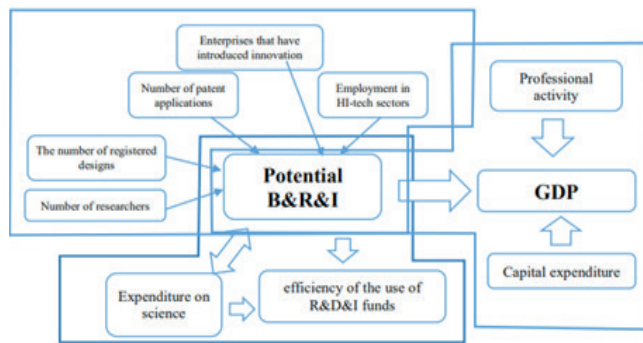 Enterprises that have
introduced innovation
Number of patent
applications
Employment in
HI-tech sectors
Professional
activity
The number of registered
designs
Number of researchers
Potential
B&R&I
GDP
Expenditure on
science
efficiency of the use of
R&D&I funds
Capital expenditure